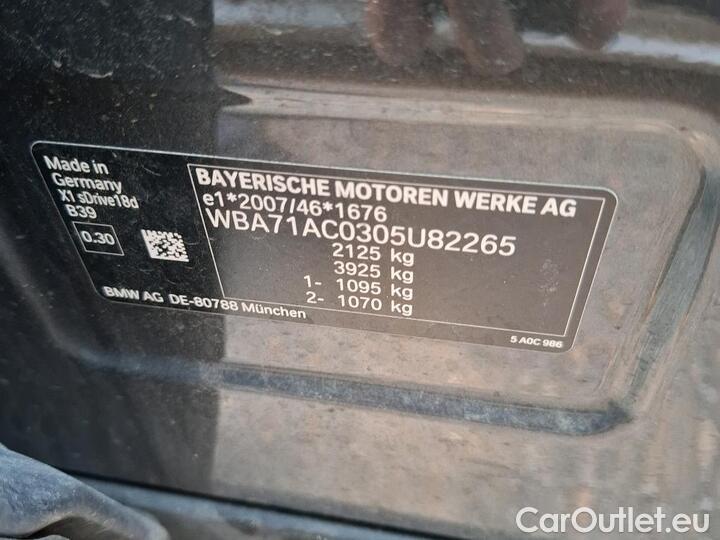 Made in
Germany
X1 sDrive18d
B39
0.30
BAYERISCHE MOTOREN WERKE AG
e1*2007/46*1676
WBA71AC0305U82265
2125 kg
3925 kg
1- 1095 kg
2- 1070 kg
BMW AG DE-80788 München
5 A0C 986
CarOutlet.eu